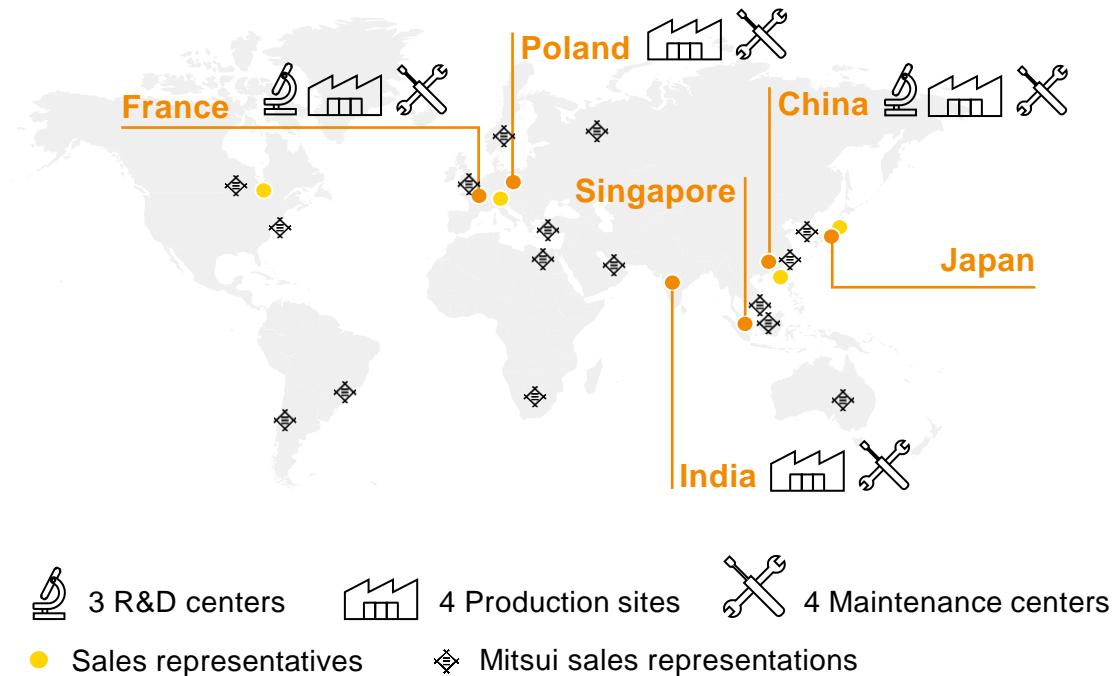 Poland
France
China
Singapore
Japan
India
3 R&D centers
4 Production sites
4 Maintenance centers
Sales representatives
Mitsui sales representations